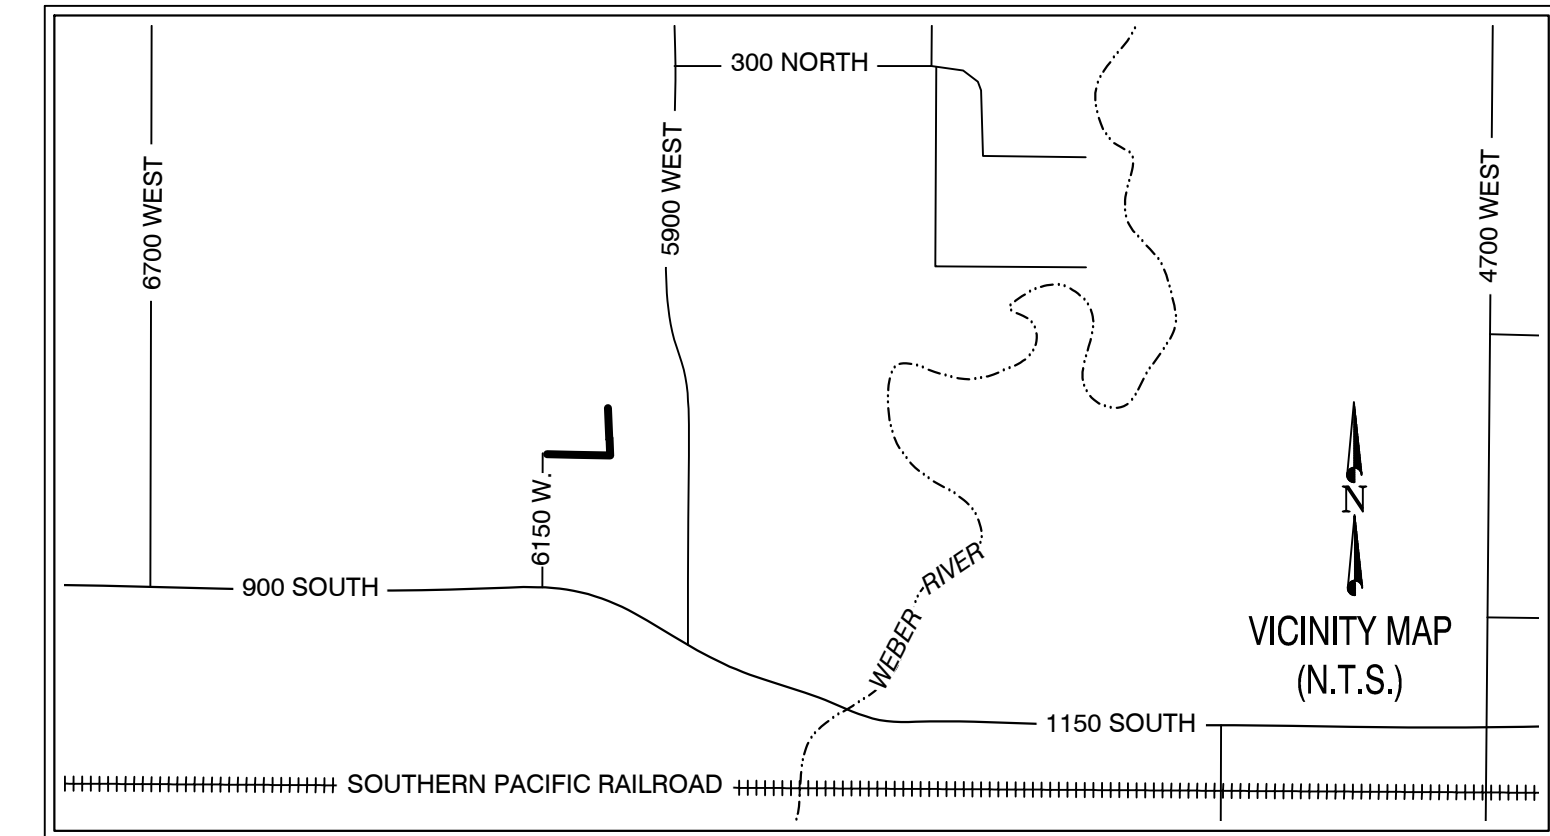 300 NORTH
6700 WEST
5900 WEST
4700 WEST
6150 W.
N
900 SOUTH
WEBER RIVER
VICINITY MAP
(N.T.S.)
1150 SOUTH
SOUTHERN PACIFIC RAILROAD